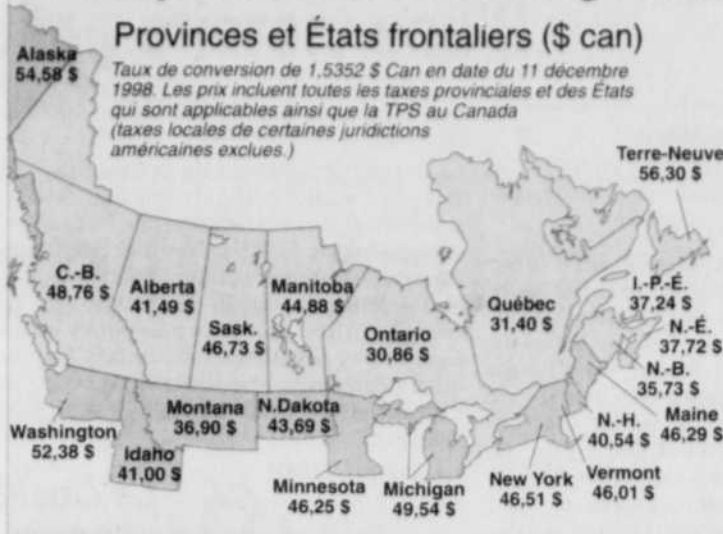 Provinces et États frontaliers ($ can)
Taux de conversion de 1,5352 $ Can en date du 11 décembre
1998. Les prix incluent toutes les taxes provinciales et des États
qui sont applicables ainsi que la TPS au Canada
(taxes locales de certaines juridictions
américaines exclues.)
Alaska
54,58 $
Terre-Neuve
56,30 $
C.-B.
48,76 $
Alberta
41,49 $
Sask.
46,73 $
Manitoba
44,88 $
Ontario
30,86 $
Québec
31,40 $
I.-P.-É.
37,24 $
N.-É.
37,72 $
N.-B.
35,73 $
Maine
46,29 $
N.-H.
40,54 $
Vermont
46,01 $
New York
46,51 $
Michigan
49,54 $
Minnesota
46,25 $
N.Dakota
43,69 $
Montana
36,90 $
Idaho
41,00 $
Washington
52,38 $